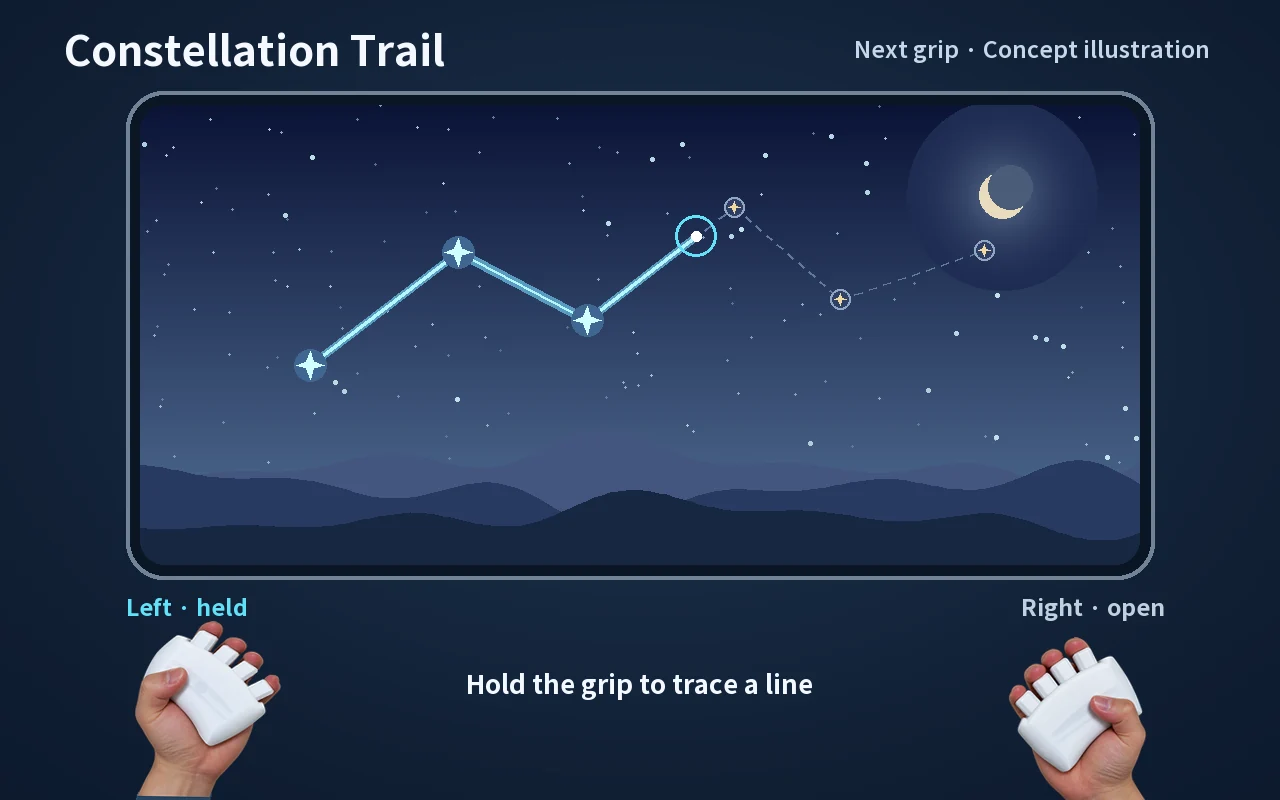 Constellation Trail
Next grip · Concept illustration
Left · held
Right · open
Hold the grip to trace a line